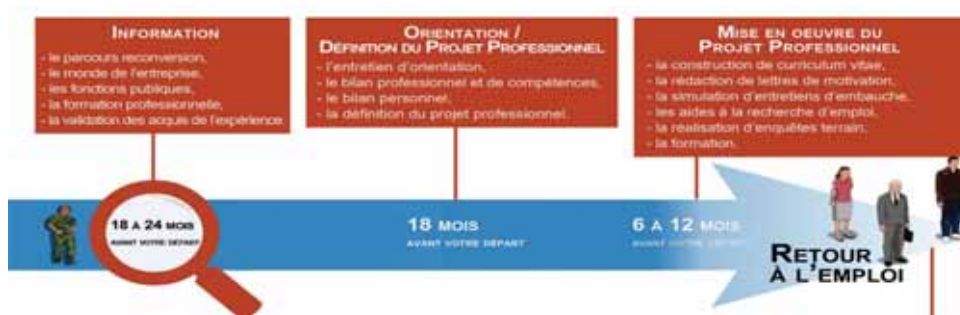 INFORMATION
- le parcours reconversion,
- le monde de l'entreprise,
- les fonctions publiques,
- la formation professionnelle,
- la validation des acquis de l'expérience.
ORIENTATION /
DÉFINITION DU PROJET PROFESSIONNEL
- l'entretien d'orientation,
- le bilan professionnel et de compétences,
- le bilan personnel,
- la définition du projet professionnel.
MISE EN OEUVRE DU
PROJET PROFESSIONNEL
- la construction de curriculum vitae,
- la rédaction de lettres de motivation,
- la simulation d'entretiens d'embauche,
- les aides à la recherche d'emploi,
- la réalisation d'enquêtes terrain,
- la formation.
18 À 24 MOIS
AVANT VOTRE DÉPART
18 MOIS
AVANT VOTRE DÉPART
6 À 12 MOIS
AVANT VOTRE DÉPART
RETOUR
À L'EMPLOI